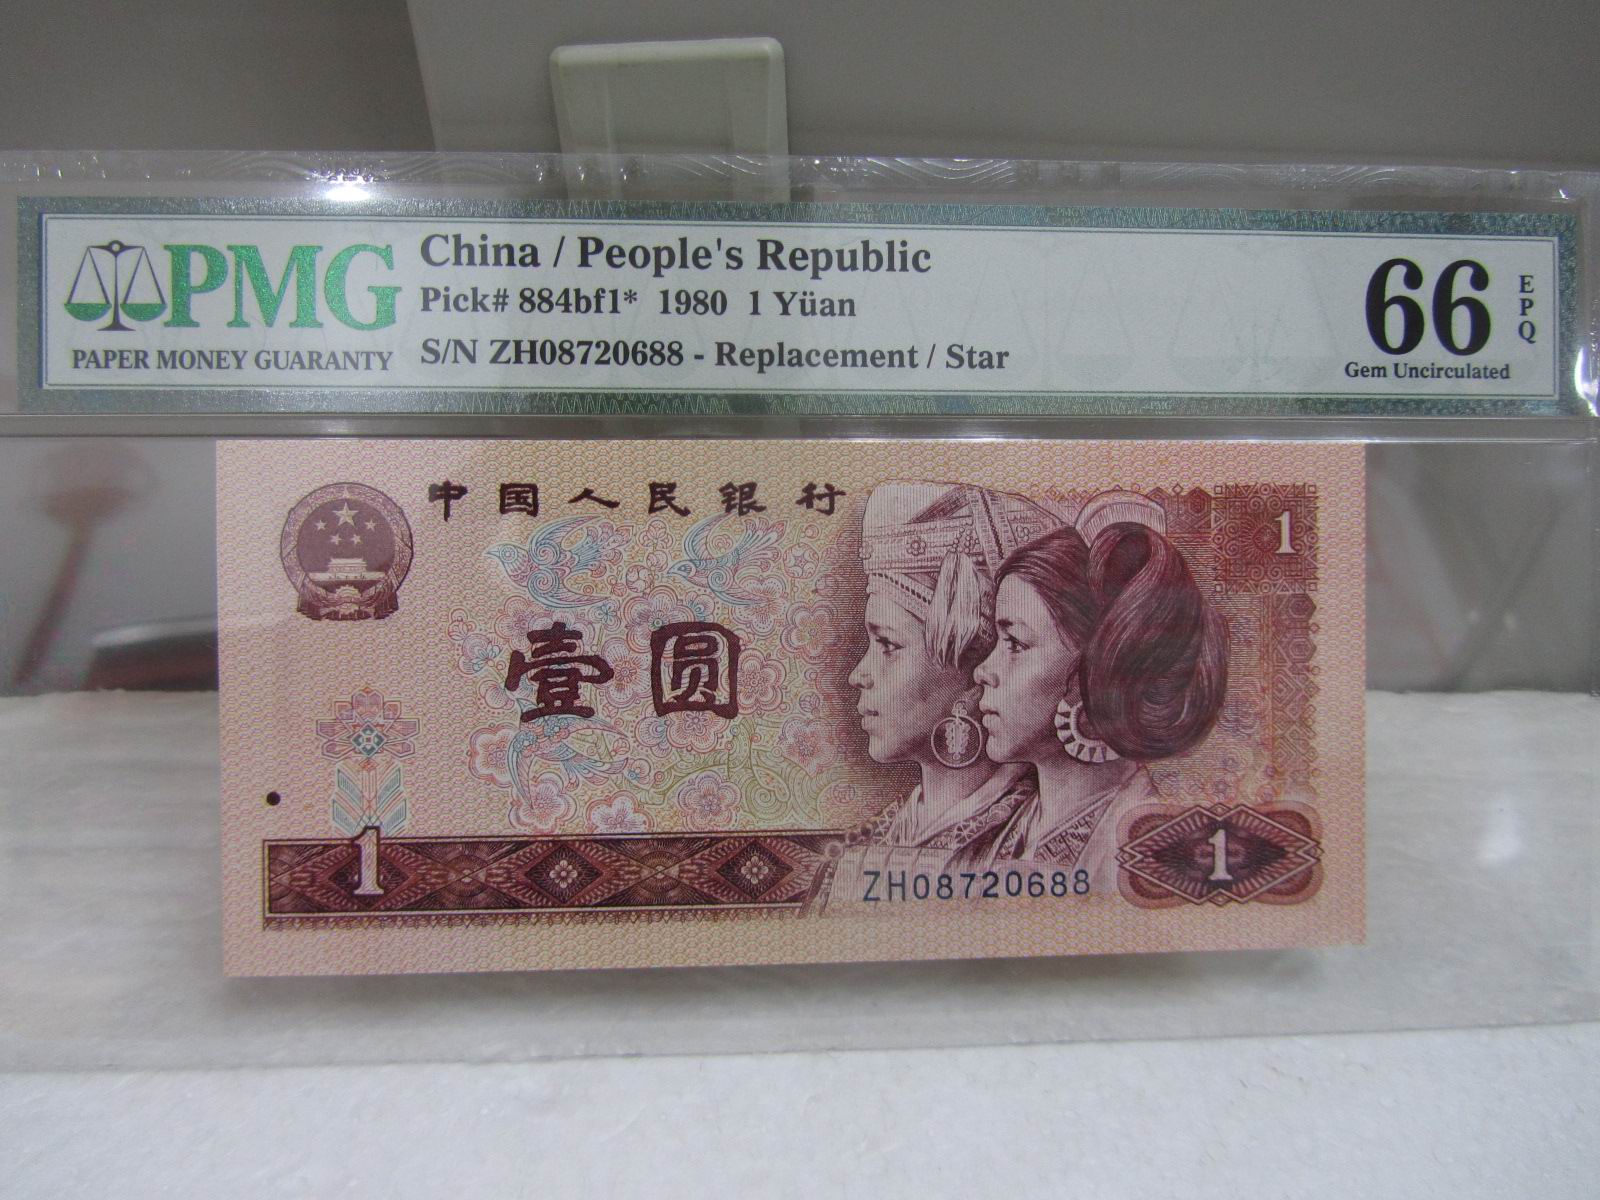 PMG
PAPER MONEY GUARANTY
China / People's Republic
Pick# 884bf1* 1980 1 Yüan
S/N ZH08720688 - Replacement / Star
66
EPQ
Gem Uncirculated
中国人民银行
1
壹圆
1
ZH08720688
1